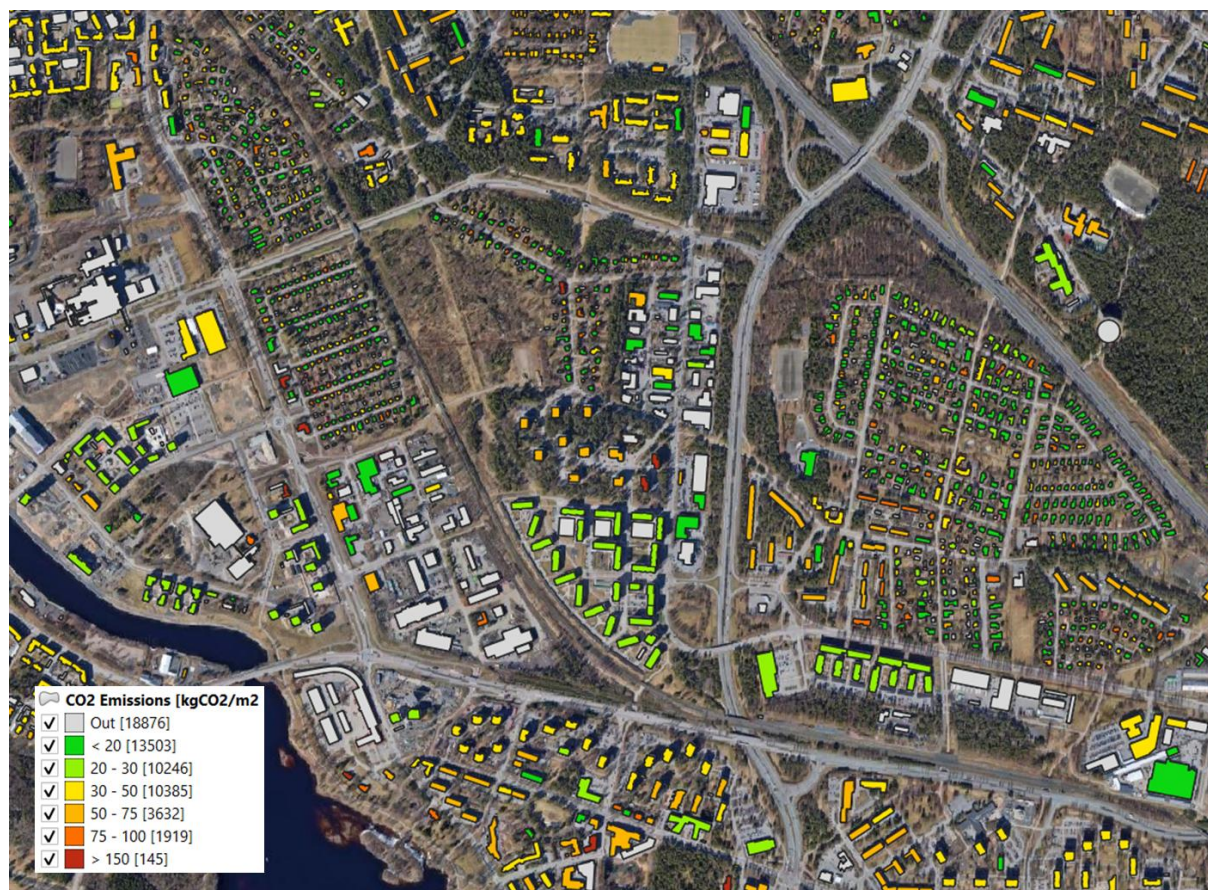 CO2 Emissions [kgCO2/m2
Out [18876]
< 20 [13503]
20 - 30 [10246]
30 - 50 [10385]
50 - 75 [3632]
75 - 100 [1919]
> 150 [145]